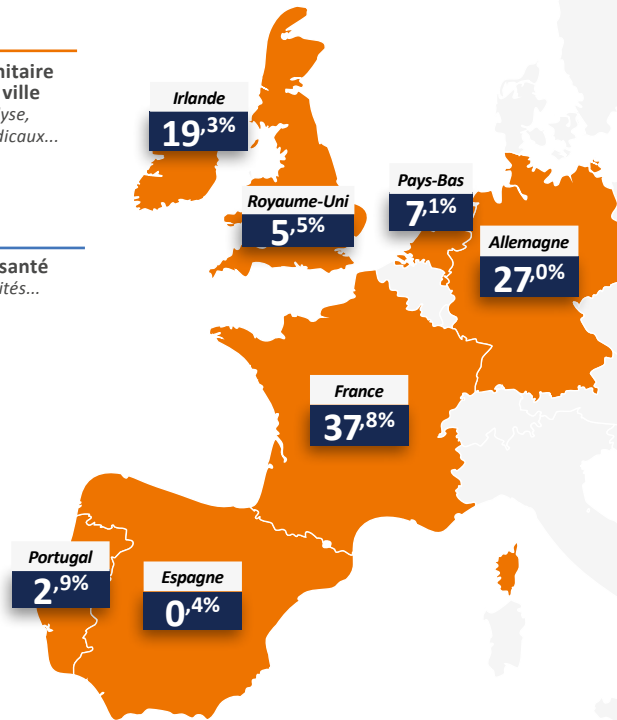 nitaire
ville
lyse,
dicaux...
santé
ités...
Irlande
19,3%
Royaume-Uni
5,5%
Pays-Bas
7,1%
Allemagne
27,0%
France
37,8%
Portugal
2,9%
Espagne
0,4%